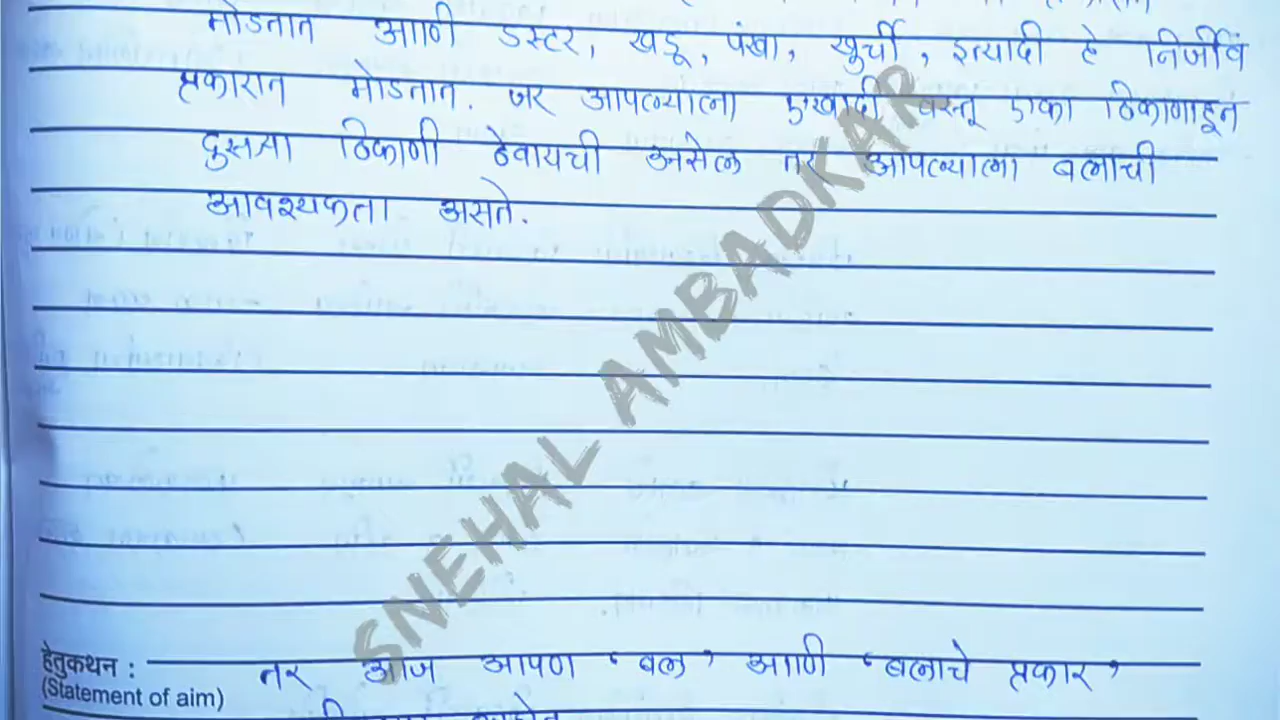 मोडतात आणि डस्टर, खडू, पंखा, खुर्ची, इत्यादी हे निर्जीव
प्रकारात मोडतात. जर आपल्याला एखादी वस्तू एका ठिकाणाहून
दुसऱ्या ठिकाणी ठेवायची असेल तर आपल्याला बलाची
आवश्यकता असते.
SNEHAL AMBADKAR
हेतुकथन : तर आज आपण 'बल' आणि 'बलाचे प्रकार'
(Statement of aim)